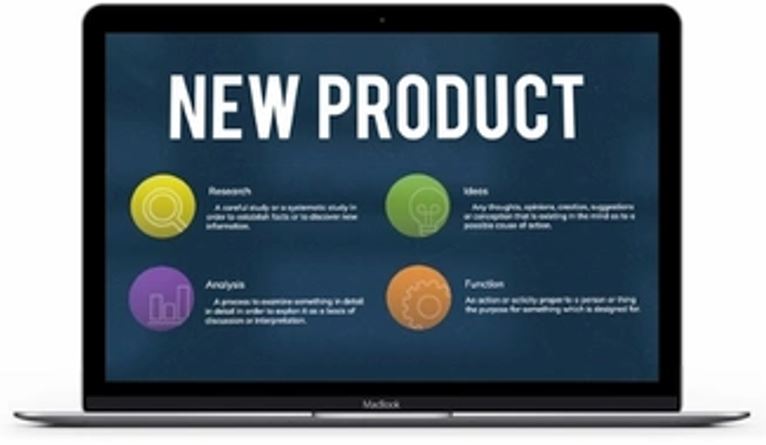 NEW PRODUCT
Research
A careful study or a systematic study in
order to establish facts or to discover new
information.
Ideas
Any thoughts, opinions, creation, suggestions
or conception that is existing in the mind as to a
possible cause of action.
Analysis
A process to examine something in detail
in detail in order to explain it as a basis of
discussion or interpretation.
Function
An action or activity proper to a person or thing
the purpose for something which is designed for.
MacBook